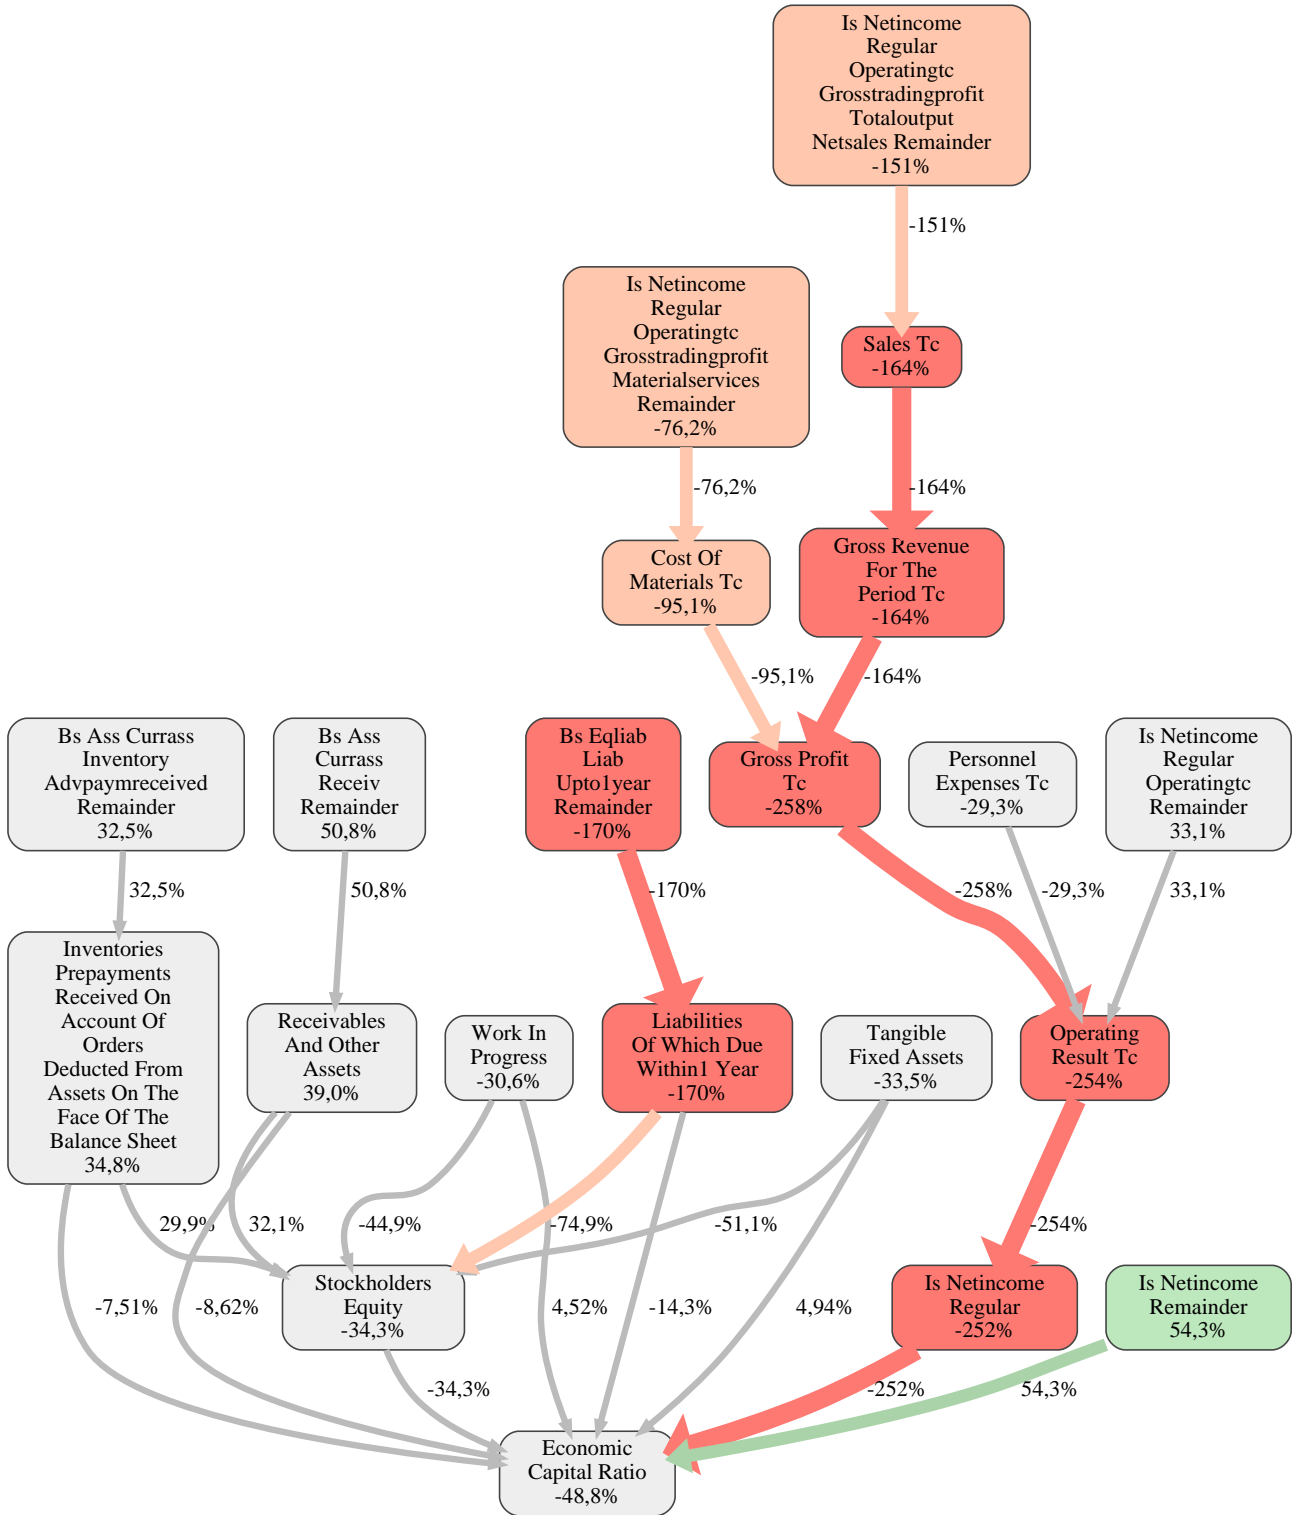 Is Netincome
Regular
Operatingtc
Grosstradingprofit
Totaloutput
Netsales Remainder
-151%
-151%
Is Netincome
Regular
Operatingtc
Grosstradingprofit
Materialservices
Remainder
-76,2%
Sales Tc
-164%
-76,2%
-164%
Cost Of
Materials Tc
-95,1%
Gross Revenue
For The
Period Tc
-164%
-95,1%
-164%
Bs Ass Currass
Inventory
Advpaymreceived
Remainder
32,5%
Bs Ass
Currass
Receiv
Remainder
50,8%
Bs Eqliab
Liab
Upto1year
Remainder
-170%
Gross Profit
Tc
-258%
Personnel
Expenses Tc
-29,3%
Is Netincome
Regular
Operatingtc
Remainder
33,1%
32,5%
50,8%
-170%
-258%
-29,3%
33,1%
Inventories
Prepayments
Received On
Account Of
Orders
Deducted From
Assets On The
Face Of The
Balance Sheet
34,8%
Receivables
And Other
Assets
39,0%
Work In
Progress
-30,6%
Liabilities
Of Which Due
Within1 Year
-170%
Tangible
Fixed Assets
-33,5%
Operating
Result Tc
-254%
29,9%
32,1%
-44,9%
-74,9%
-51,1%
-254%
Stockholders
Equity
-34,3%
Is Netincome
Regular
-252%
Is Netincome
Remainder
54,3%
-7,51%
-8,62%
4,52%
-14,3%
4,94%
-34,3%
-252%
54,3%
Economic
Capital Ratio
-48,8%